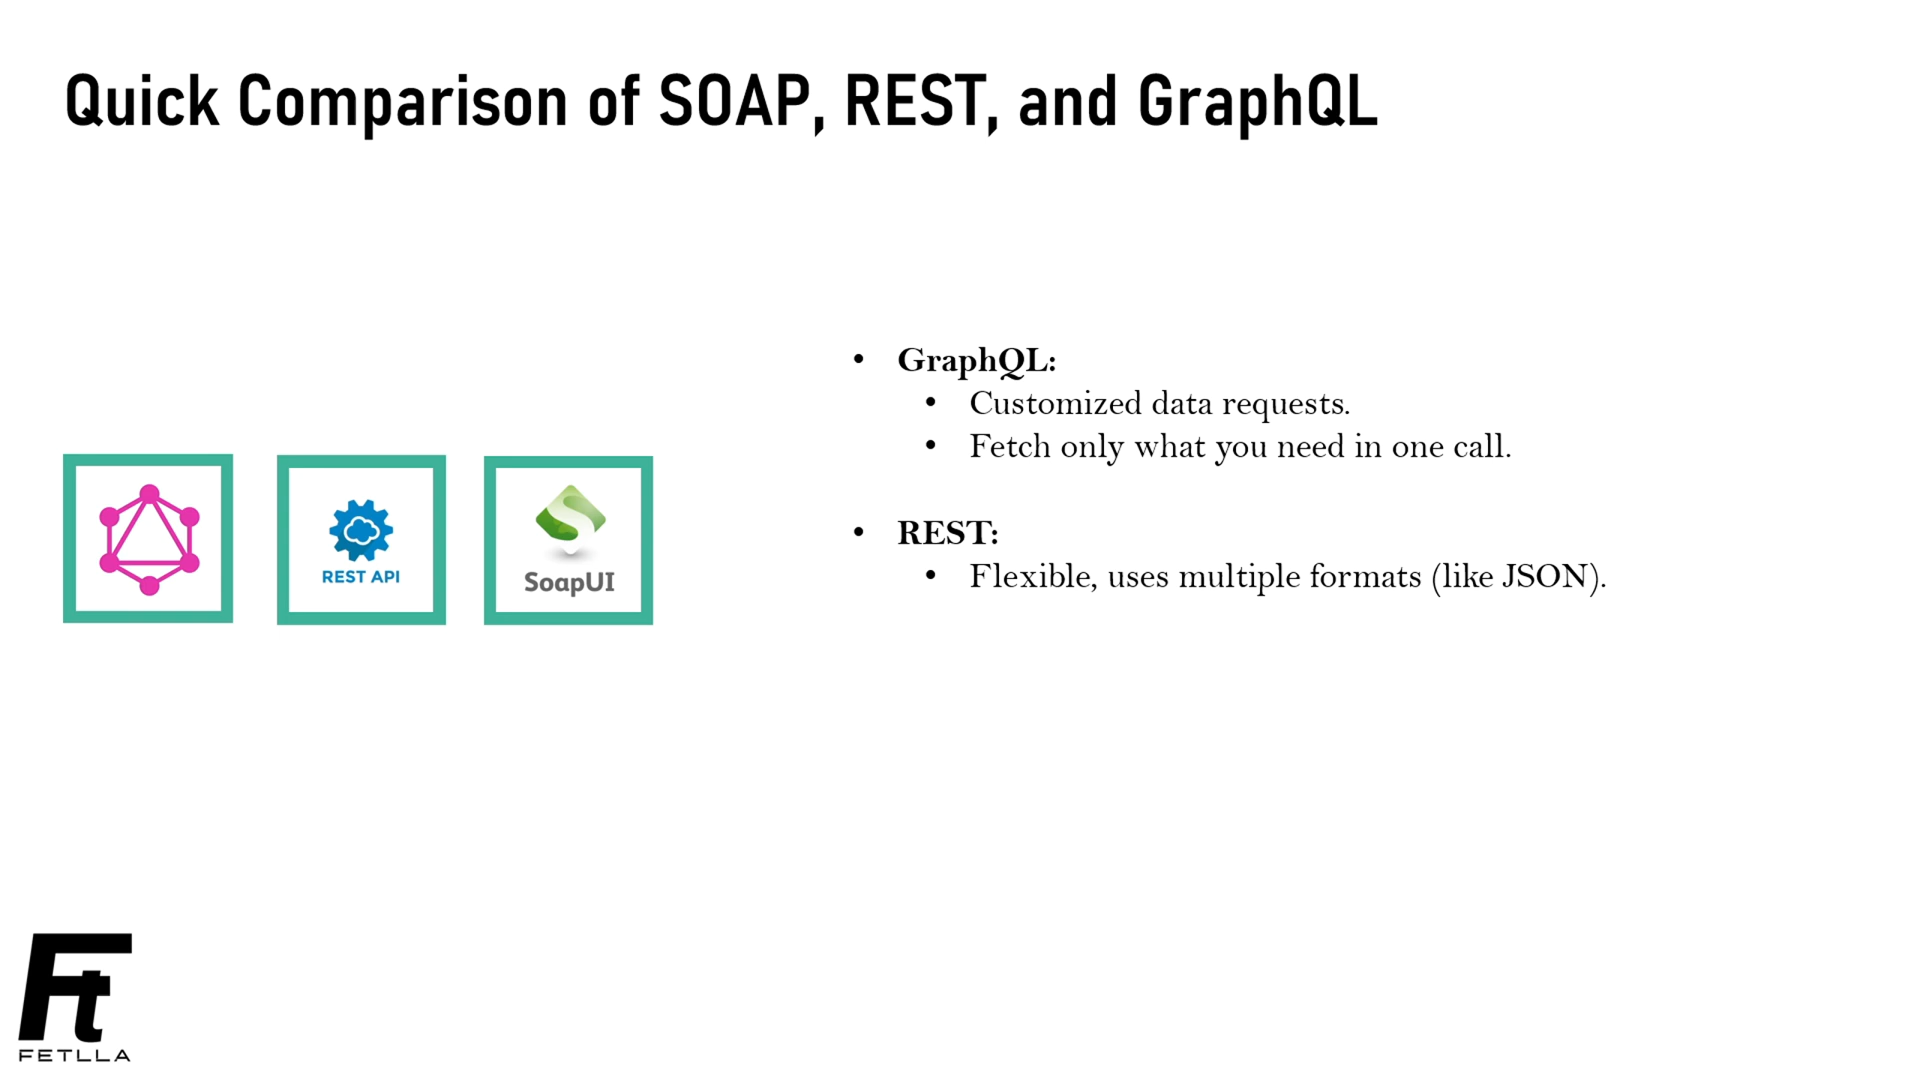 Quick Comparison of SOAP, REST, and GraphQL
• GraphQL:
• Customized data requests.
• Fetch only what you need in one call.
• REST:
• Flexible, uses multiple formats (like JSON).
REST API
SoapUI
Ft
FETLLA